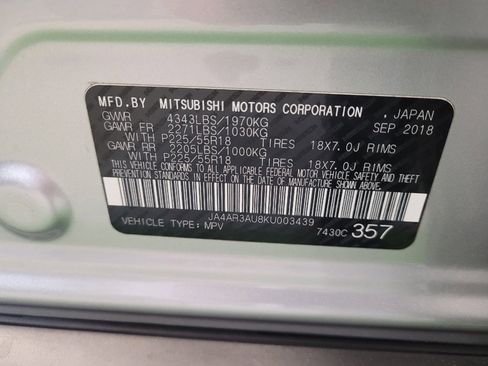 MFD.BY MITSUBISHI MOTORS CORPORATION . JAPAN
GVWR 4343LBS/1970KG SEP 2018
GAWR FR 2271LBS/1030KG
WITH P225/55R18 TIRES 18X7.0J RIMS
GAWR RR 2205LBS/1000KG
WITH P225/55R18 TIRES 18X7.0J RIMS
THIS VEHICLE CONFORMS TO ALL APPLICABLE FEDERAL MOTOR VEHICLE SAFETY AND THEFT
PREVENTION STANDARDS IN EFFECT ON THE DATE OF MANUFACTURE SHOWN ABOVE.
JA4AR3AU8KU003439
VEHICLE TYPE: MPV 7430C 357